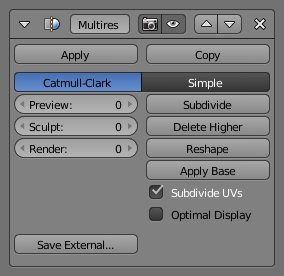 Multires
Apply Copy
Catmull-Clark Simple
Preview: 0 Subdivide
Sculpt: 0 Delete Higher
Render: 0 Reshape
Apply Base
Subdivide UVs
Optimal Display
Save External...